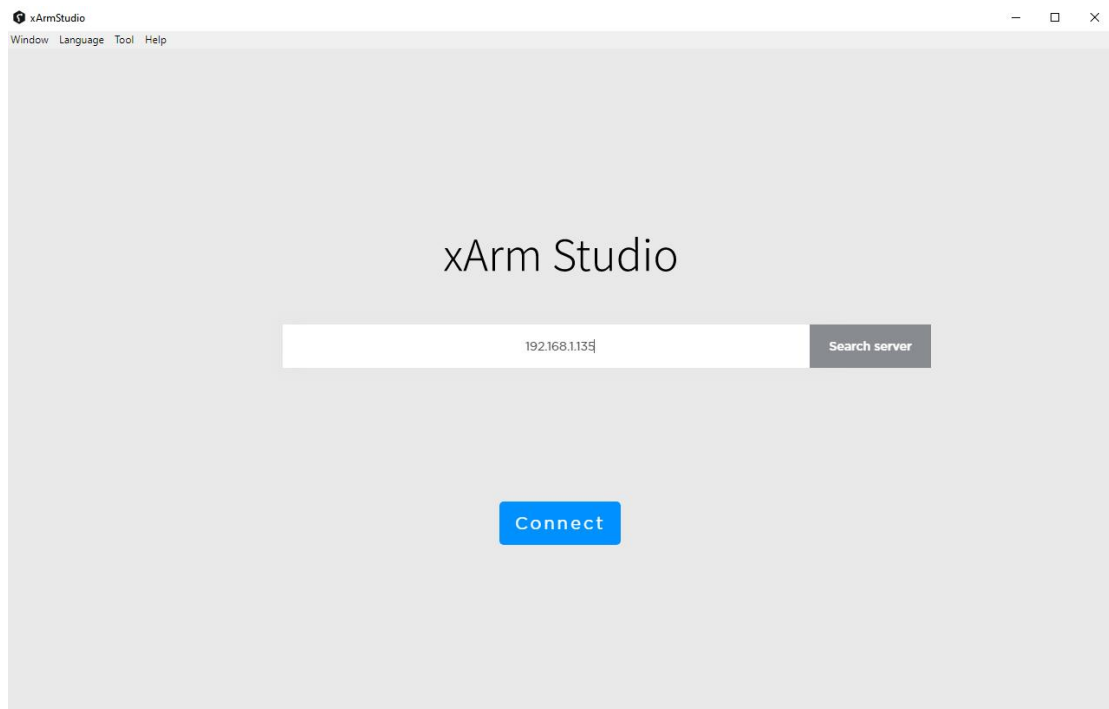 xArmStudio
Window Language Tool Help
xArm Studio
192.168.1.135
Search server
Connect